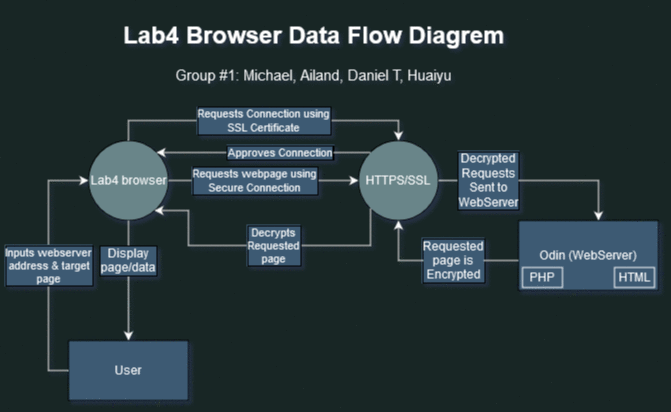 Lab4 Browser Data Flow Diagrem
Group #1: Michael, Ailand, Daniel T, Huaiyu
Requests Connection using
SSL Certificate
Approves Connection
Requests webpage using
Secure Connection
Lab4 browser
HTTPS/SSL
Decrypted
Requests
Sent to
WebServer
Decrypts
Requested
page
Requested
page is
Encrypted
Odin (WebServer)
PHP
HTML
Inputs webserver
address & target
page
Display
page/data
User